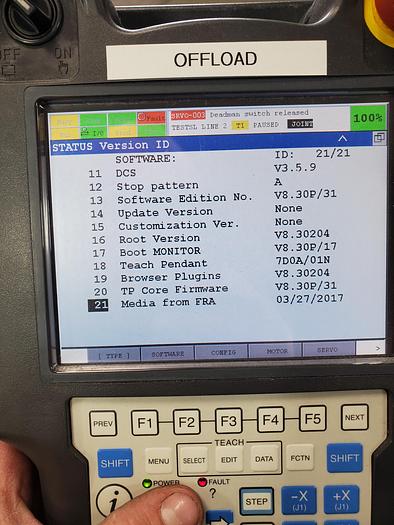 OFF ON
OFFLOAD
Fault
SRVO-003 Deadman switch released
I/O
TESTSL LINE 2 T1 PAUSED JOINT
100%
STATUS Version ID
SOFTWARE: ID: 21/21
11 DCS V3.5.9
12 Stop pattern A
13 Software Edition No. V8.30P/31
14 Update Version None
15 Customization Ver. None
16 Root Version V8.30204
17 Boot MONITOR V8.30P/17
18 Teach Pendant 7D0A/01N
19 Browser Plugins V8.30204
20 TP Core Firmware V8.30P/31
21 Media from FRA 03/27/2017
[ TYPE ] SOFTWARE CONFIG MOTOR SERVO >
PREV F1 F2 F3 F4 F5 NEXT
TEACH
SHIFT MENU SELECT EDIT DATA FCTN SHIFT
POWER FAULT
i ? STEP -X (J1) +X (J1)